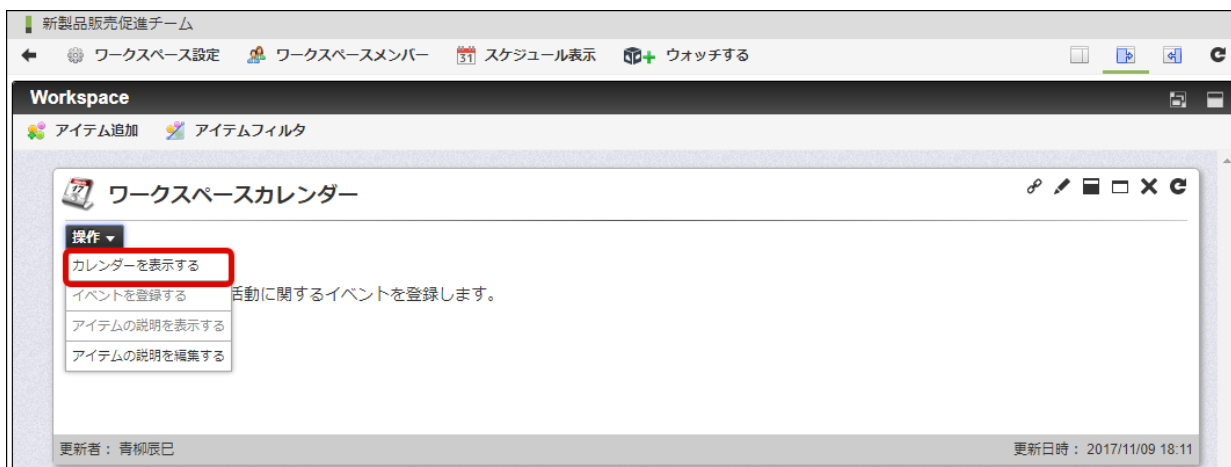 新製品販売促進チーム
ワークスペース設定 ワークスペースメンバー 31 スケジュール表示 ウォッチする
Workspace
アイテム追加 アイテムフィルタ
17 ワークスペースカレンダー
操作▼
カレンダーを表示する
イベントを登録する 活動に関するイベントを登録します。
アイテムの説明を表示する
アイテムの説明を編集する
更新者： 青柳辰巳 更新日時： 2017/11/09 18:11